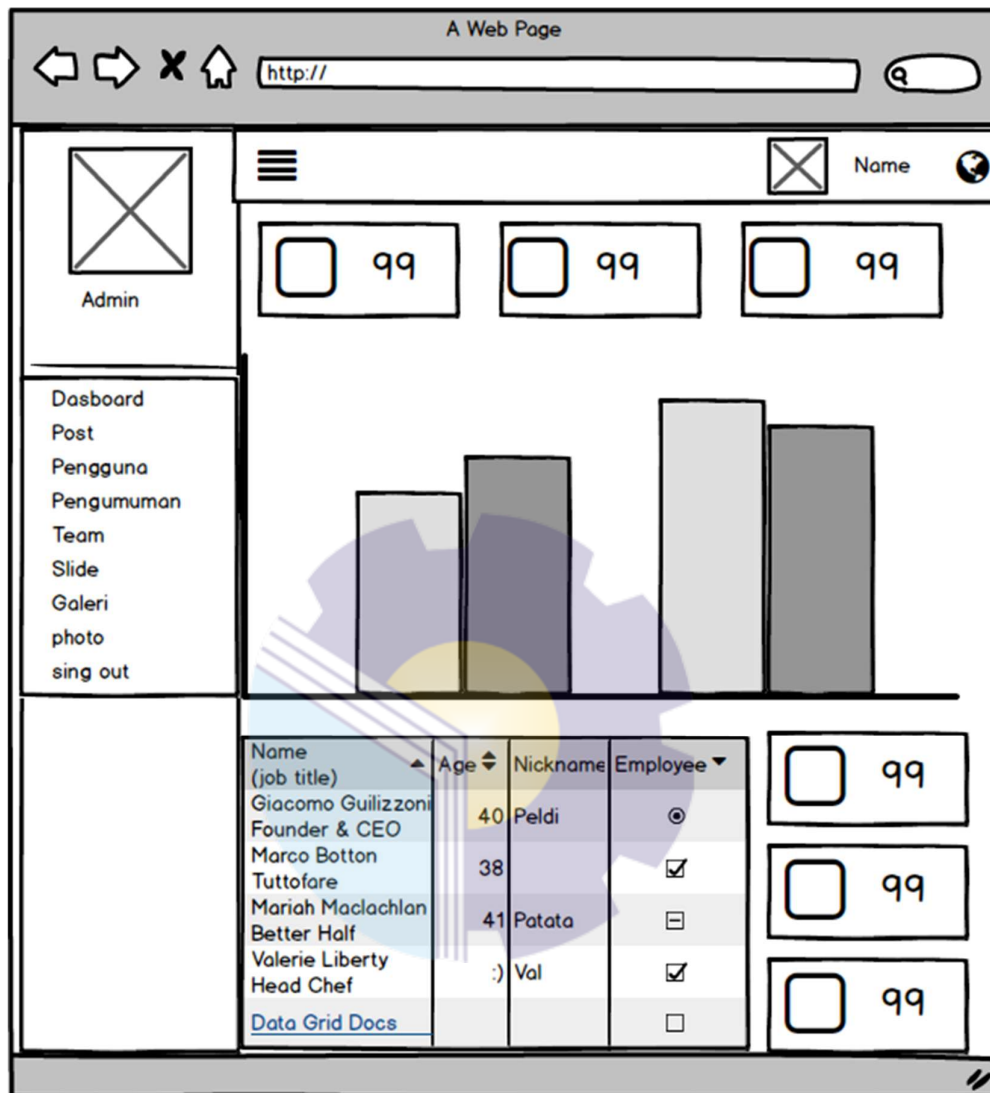 A Web Page
http://
Name
Admin
99 99 99
Dasboard
Post
Pengguna
Pengumuman
Team
Slide
Galeri
photo
sing out
Name
(job title) Age Nickname Employee
Giacomo Guilizzoni
Founder & CEO 40 Peldi
Marco Botton
Tuttofare 38
Mariah Maclachlan
Better Half 41 Patata
Valerie Liberty
Head Chef :) Val
Data Grid Docs
99
99
99